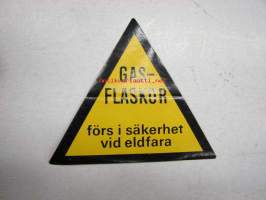 GAS-
FLASKOR
förs i säkerhet
vid eldfara